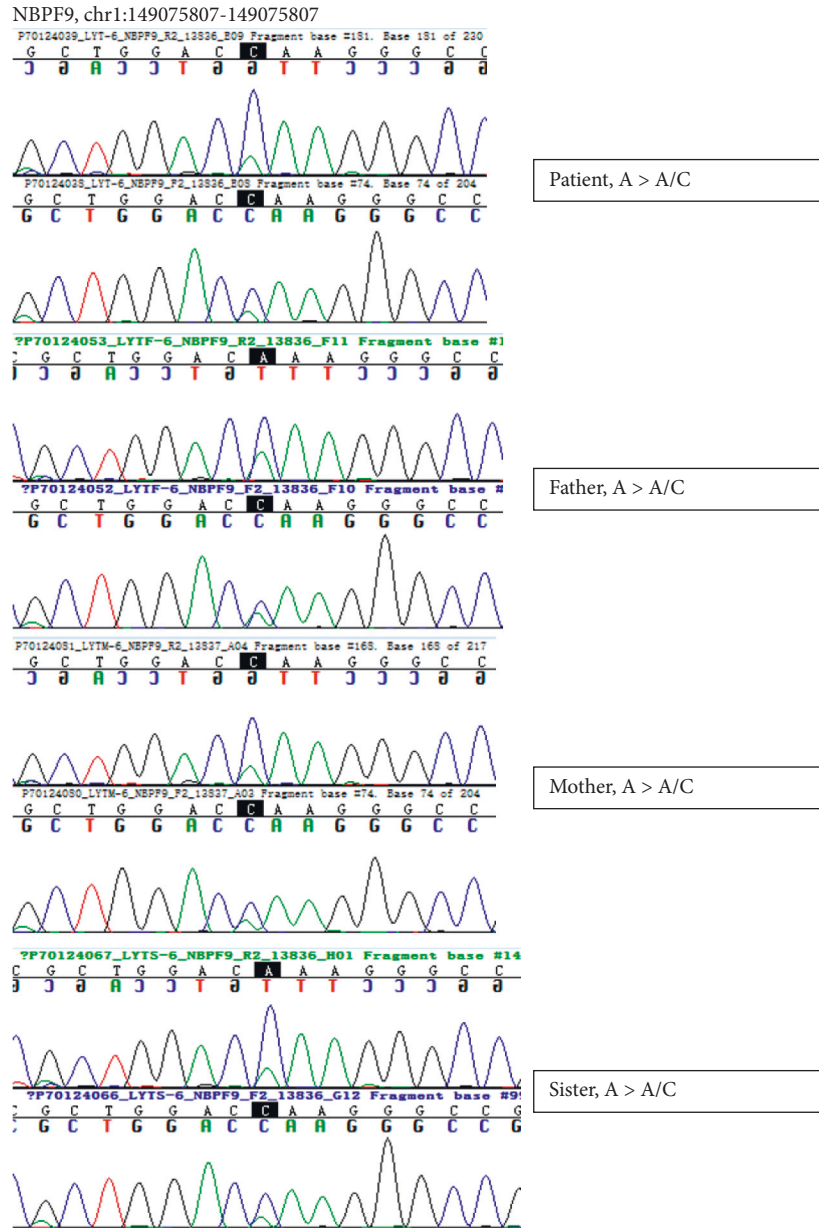 NBPF9, chr1:149075807-149075807
P70124039_LYT-6_NBPF9_R2_13836_E09 Fragment base #181. Base 181 of 230
G C T G G A C C A A G G G C C
C G A C C T G G T T C C C G G
P70124038_LYT-6_NBPF9_F2_13836_E08 Fragment base #74. Base 74 of 204
G C T G G A C C A A G G G C C
G C T G G A C C A A G G G C C
Patient, A > A/C
?P70124053_LYTF-6_NBPF9_R2_13836_F11 Fragment base #1
C G C T G G A C A A A G G G C C
C G A C C T G T T T C C C G G
?P70124052_LYTF-6_NBPF9_F2_13836_F10 Fragment base #
G C T G G A C C A A G G G C C
G C T G G A C C A A G G G C C
Father, A > A/C
P70124081_LYTM-6_NBPF9_R2_13837_A04 Fragment base #168. Base 168 of 217
G C T G G A C C A A G G G C C
C G A C C T G G T T C C C G G
P70124080_LYTM-6_NBPF9_F2_13837_A03 Fragment base #74. Base 74 of 204
G C T G G A C C A A G G G C C
G C T G G A C C A A G G G C C
Mother, A > A/C
?P70124067_LYTS-6_NBPF9_R2_13836_H01 Fragment base #14
C G C T G G A C A A A G G G C C
C G A C C T G T T T C C C G G
?P70124066_LYTS-6_NBPF9_F2_13836_G12 Fragment base #99
C G C T G G A C C A A G G G C C G
C G C T G G A C C A A G G G C C G
Sister, A > A/C